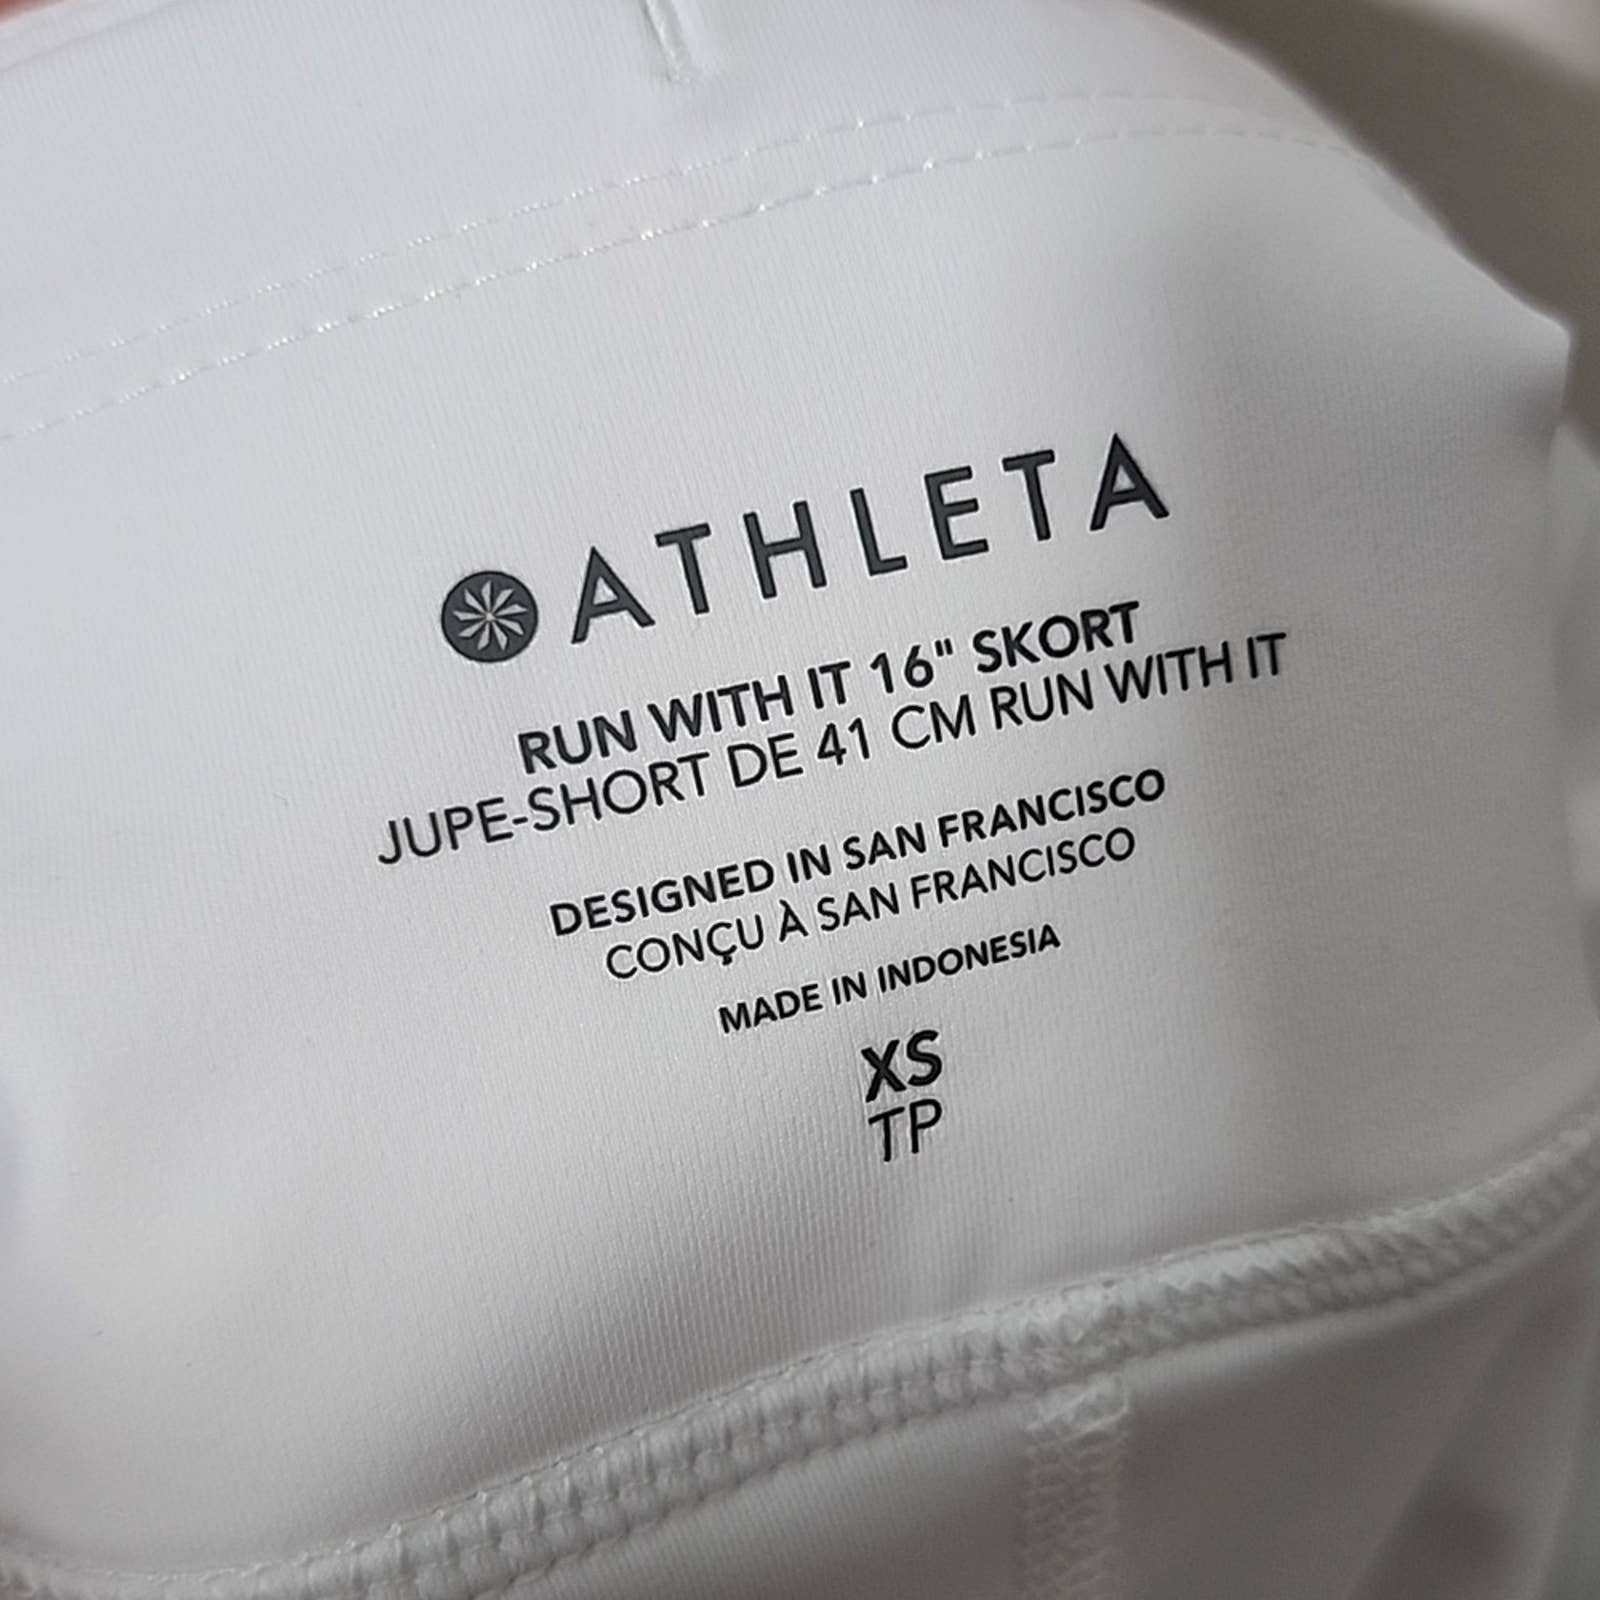 ATHLETA
RUN WITH IT 16" SKORT
JUPE-SHORT DE 41 CM RUN WITH IT
DESIGNED IN SAN FRANCISCO
CONÇU À SAN FRANCISCO
MADE IN INDONESIA
XS
TP